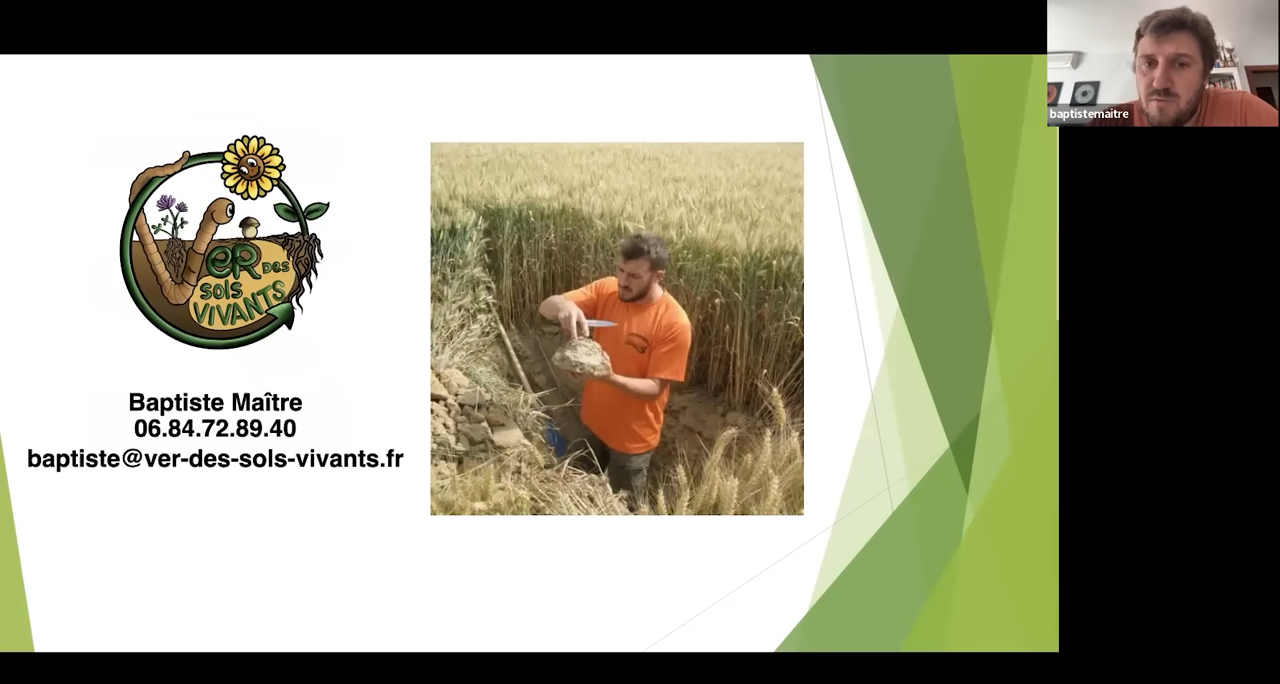 VER DES
SOLS
VIVANTS
Baptiste Maître
06.84.72.89.40
baptiste@ver-des-sols-vivants.fr
baptistemaitre